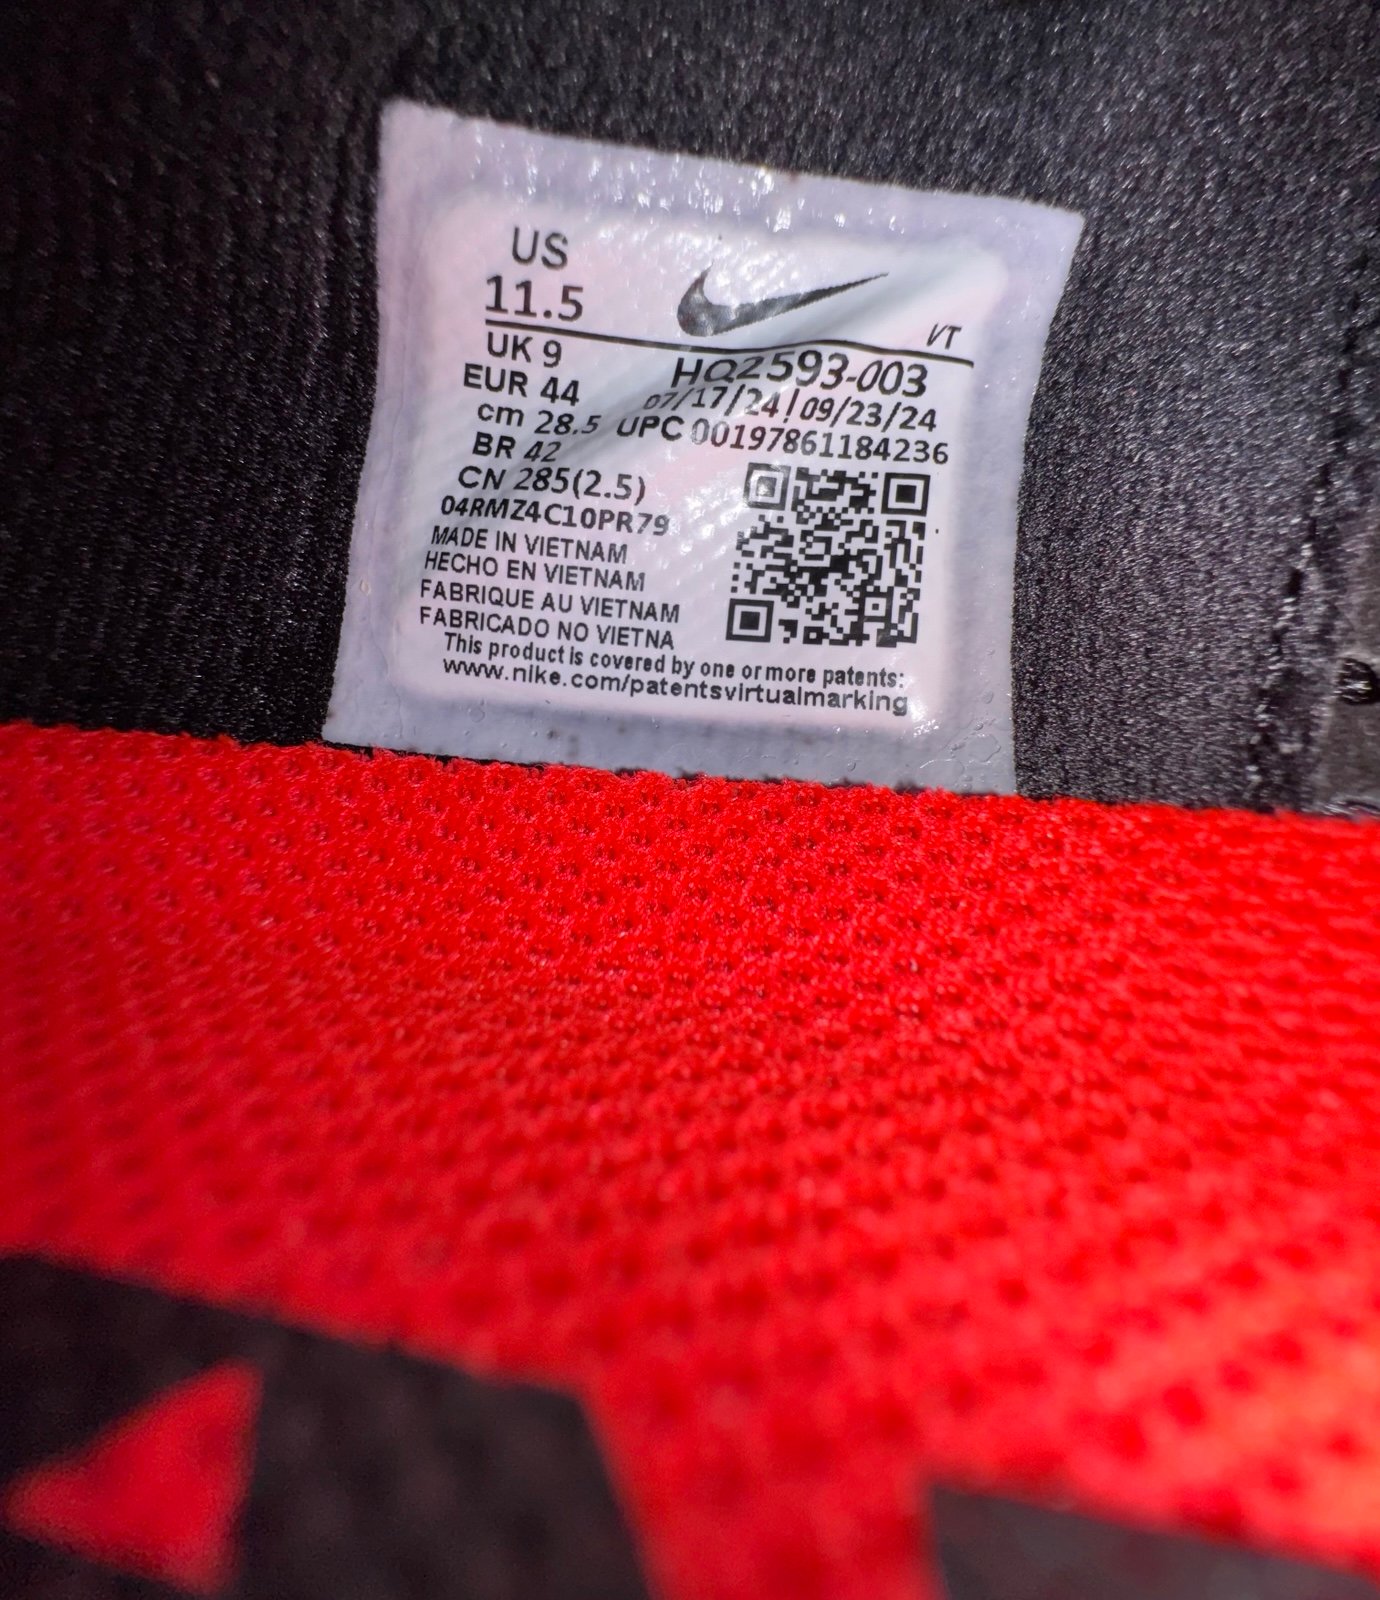 US
11.5
VT
UK 9
HQ2593-003
EUR 44
07/17/24 | 09/23/24
cm 28.5
UPC 00197861184236
BR 42
CN 285(2.5)
04RMZ4C10PR79
MADE IN VIETNAM
HECHO EN VIETNAM
FABRIQUE AU VIETNAM
FABRICADO NO VIETNA
This product is covered by one or more patents:
www.nike.com/patentsvirtualmarking